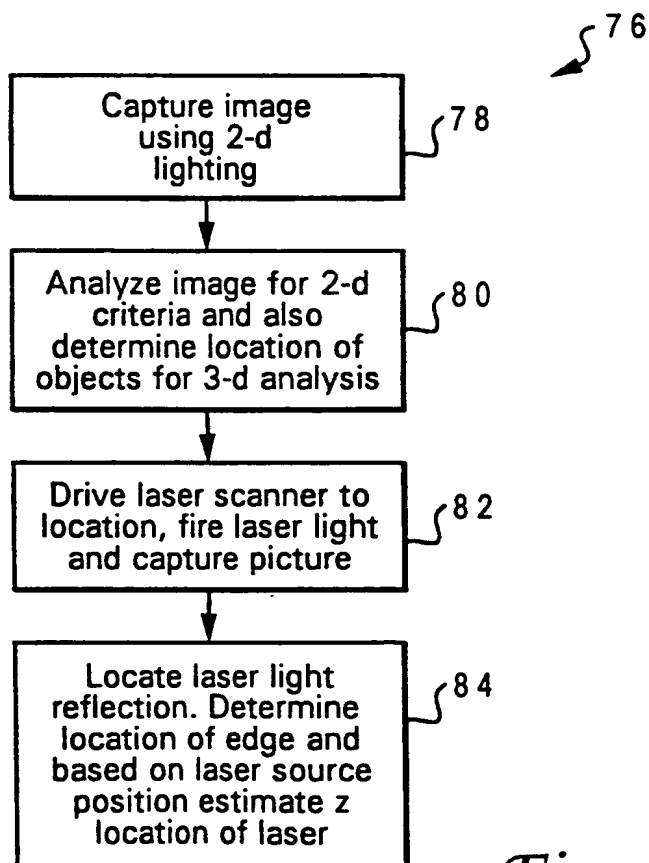 76
Capture image
using 2-d
lighting
78
Analyze image for 2-d
criteria and also
determine location of
objects for 3-d analysis
80
Drive laser scanner to
location, fire laser light
and capture picture
82
Locate laser light
reflection. Determine
location of edge and
based on laser source
position estimate z
location of laser
84